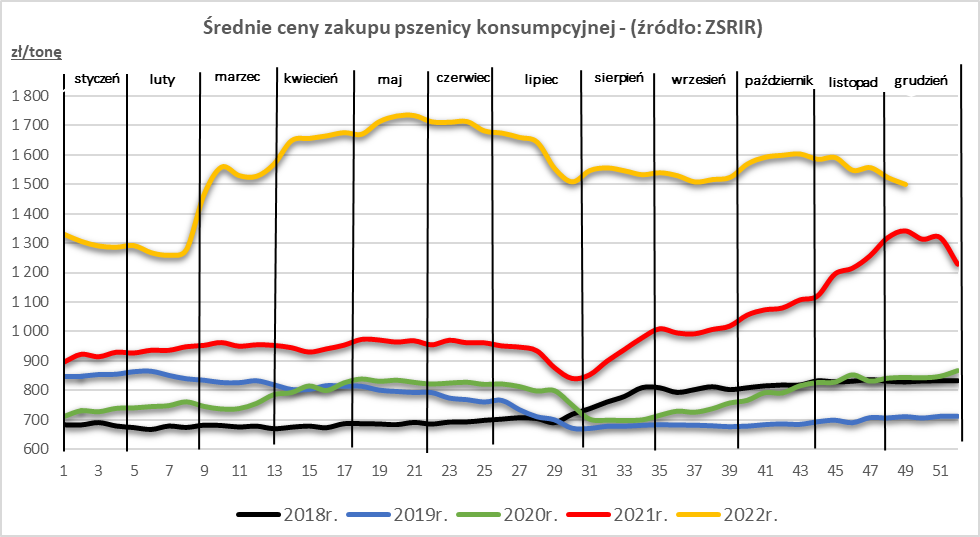 Średnie ceny zakupu pszenicy konsumpcyjnej - (źródło: ZSRIR)
zł/tonę
styczeń luty marzec kwiecień maj czerwiec lipiec sierpień wrzesień październik listopad grudzień
1 800
1 700
1 600
1 500
1 400
1 300
1 200
1 100
1 000
900
800
700
600
1 3 5 7 9 11 13 15 17 19 21 23 25 27 29 31 33 35 37 39 41 43 45 47 49 51
2018r. 2019r. 2020r. 2021r. 2022r.